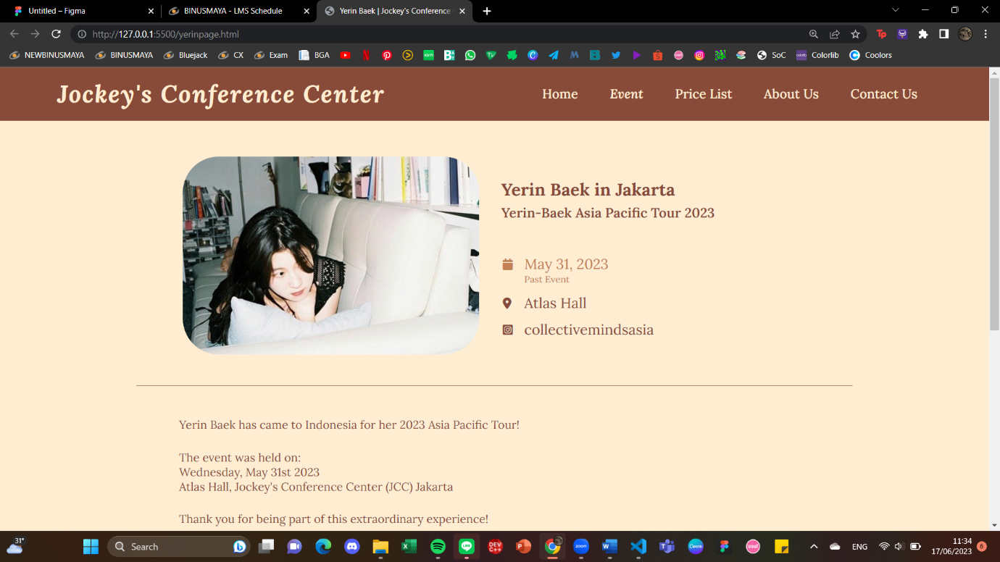 Untitled – Figma
BINUSMAYA - LMS Schedule
Yerin Baek | Jockey's Conference
http://127.0.0.1:5500/yerinpage.html
NEWBINUSMAYA BINUSMAYA Bluejack CX Exam BGA SoC Colorlib Coolors
Jockey's Conference Center
Home Event Price List About Us Contact Us
Yerin Baek in Jakarta
Yerin-Baek Asia Pacific Tour 2023
May 31, 2023
Past Event
Atlas Hall
collectivemindsasia
Yerin Baek has came to Indonesia for her 2023 Asia Pacific Tour!
The event was held on:
Wednesday, May 31st 2023
Atlas Hall, Jockey's Conference Center (JCC) Jakarta
Thank you for being part of this extraordinary experience!
31°
Search
ENG
11:34
17/06/2023
6